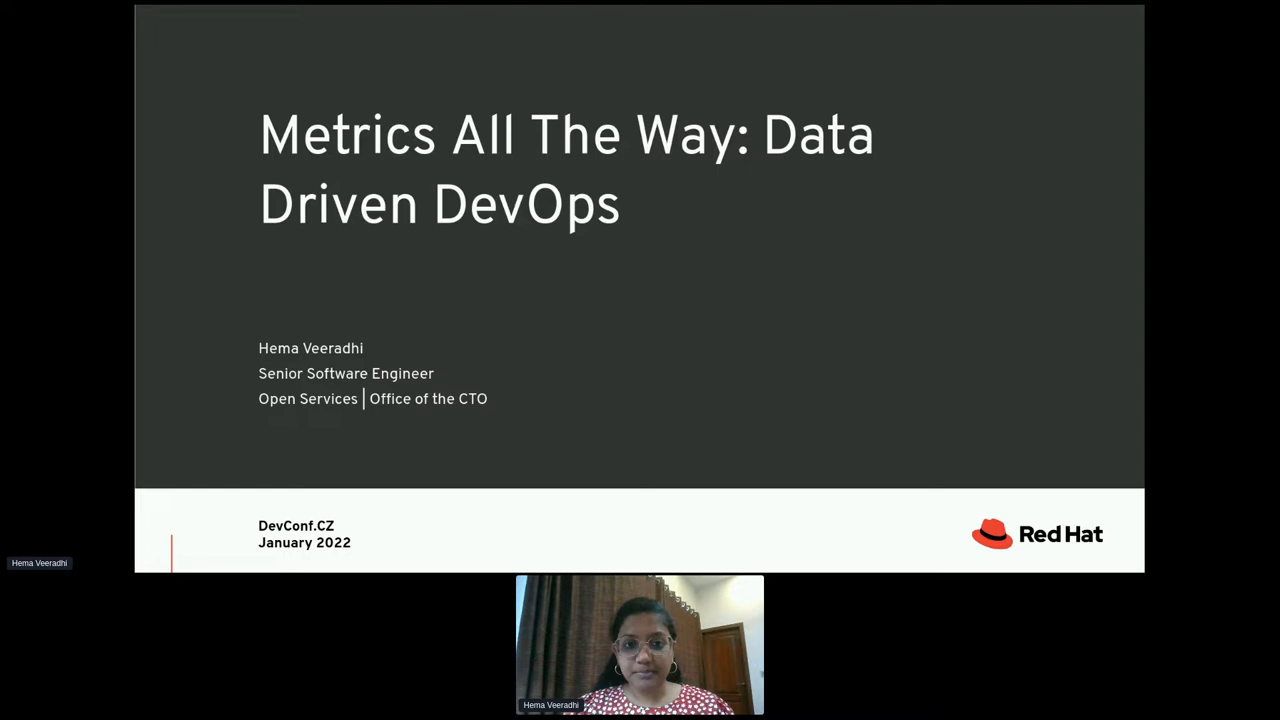 Metrics All The Way: Data
Driven DevOps
Hema Veeradhi
Senior Software Engineer
Open Services | Office of the CTO
DevConf.CZ
January 2022
Red Hat
Hema Veeradhi
Hema Veeradhi